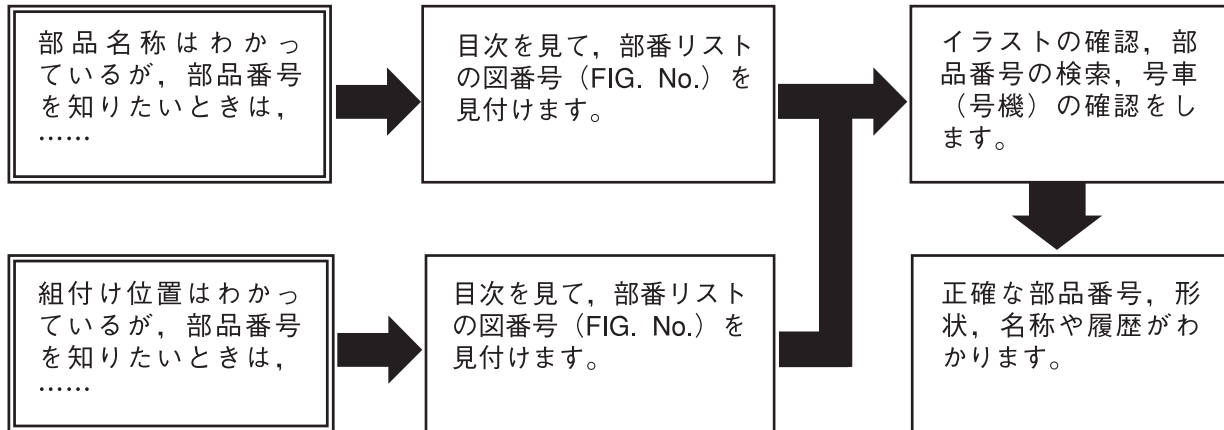 部品名称はわかっ
ているが，部品番号
を知りたいときは，
……
目次を見て，部番リスト
の図番号（FIG. No.）を
見付けます。
イラストの確認，部
品番号の検索，号車
（号機）の確認をし
ます。
組付け位置はわかっ
ているが，部品番号
を知りたいときは，
……
目次を見て，部番リスト
の図番号（FIG. No.）を
見付けます。
正確な部品番号，形
状，名称や履歴がわ
かります。